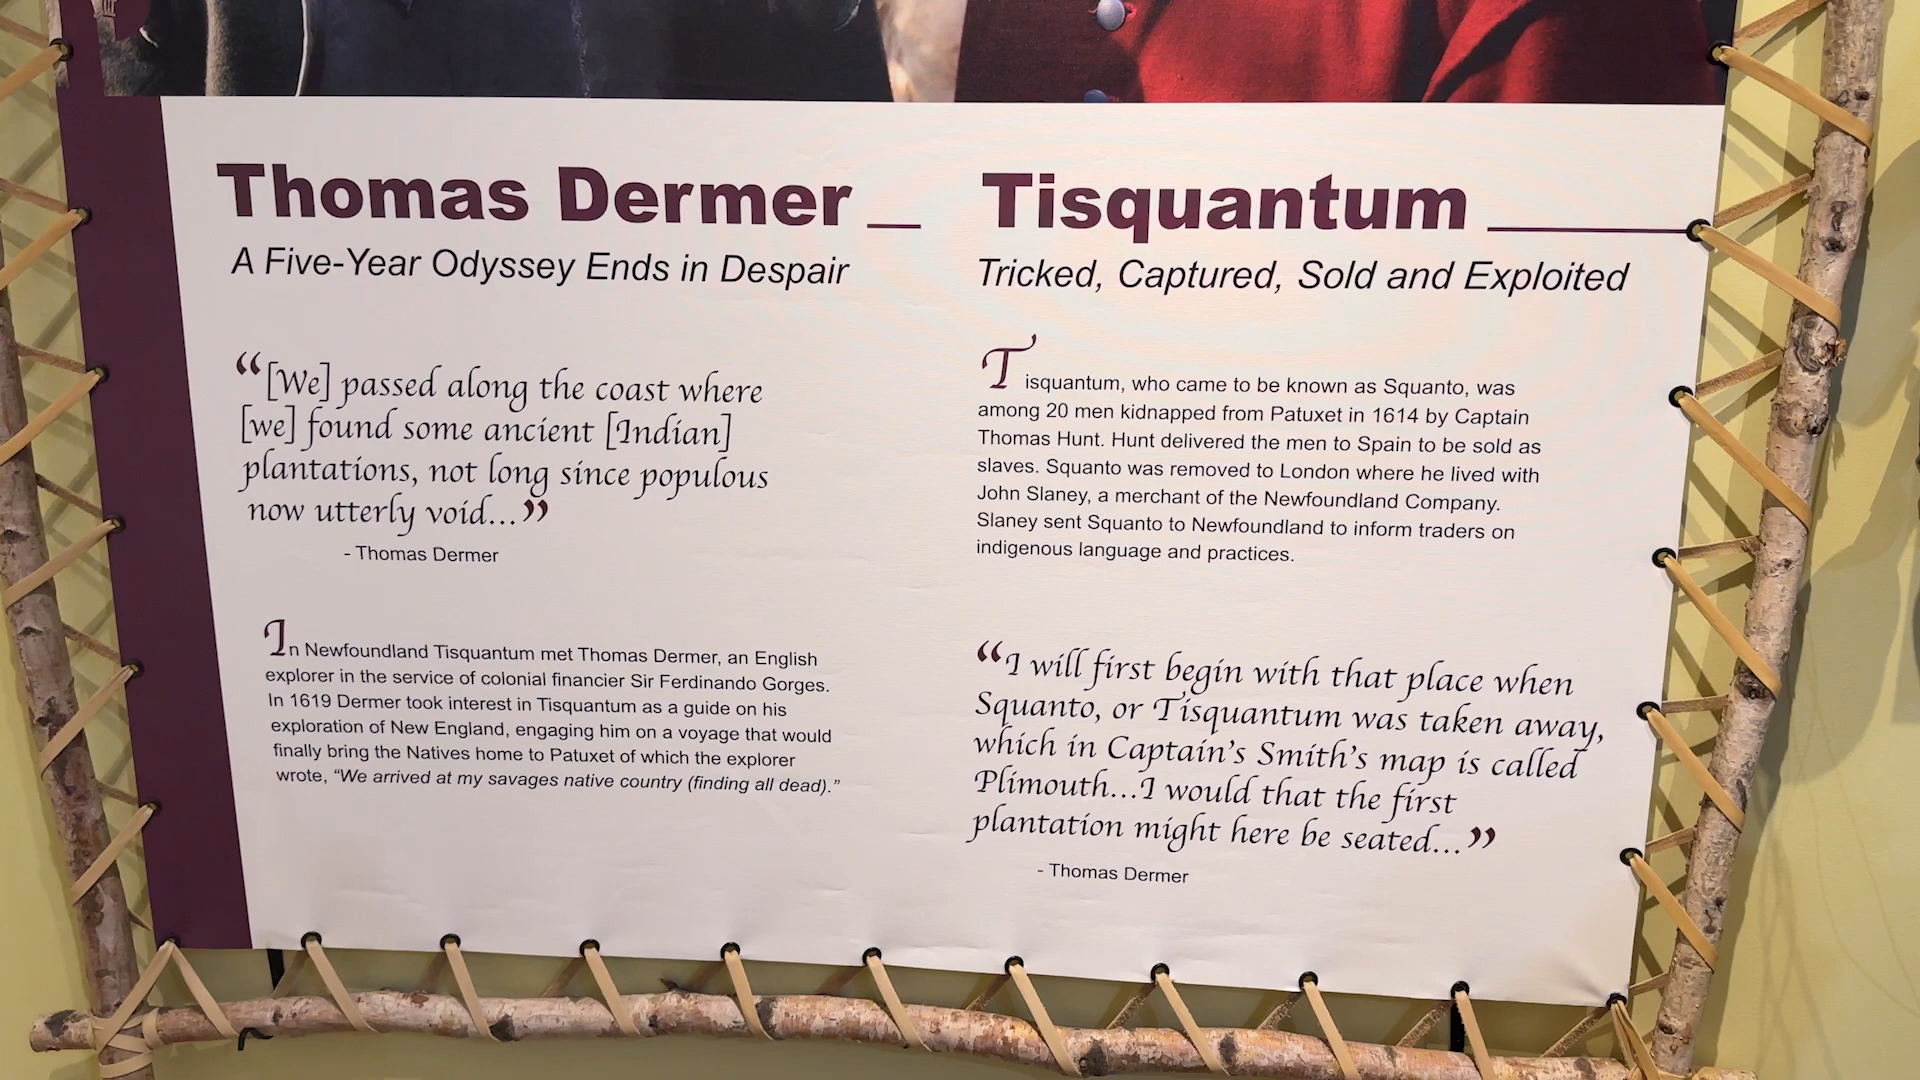 Thomas Dermer
A Five-Year Odyssey Ends in Despair
“[We] passed along the coast where
[we] found some ancient [Indian]
plantations, not long since populous
now utterly void...”
- Thomas Dermer
In Newfoundland Tisquantum met Thomas Dermer, an English
explorer in the service of colonial financier Sir Ferdinando Gorges.
In 1619 Dermer took interest in Tisquantum as a guide on his
exploration of New England, engaging him on a voyage that would
finally bring the Natives home to Patuxet of which the explorer
wrote, “We arrived at my savages native country (finding all dead).”
Tisquantum
Tricked, Captured, Sold and Exploited
Tisquantum, who came to be known as Squanto, was
among 20 men kidnapped from Patuxet in 1614 by Captain
Thomas Hunt. Hunt delivered the men to Spain to be sold as
slaves. Squanto was removed to London where he lived with
John Slaney, a merchant of the Newfoundland Company.
Slaney sent Squanto to Newfoundland to inform traders on
indigenous language and practices.
“I will first begin with that place when
Squanto, or Tisquantum was taken away,
which in Captain’s Smith’s map is called
Plimouth...I would that the first
plantation might here be seated...”
- Thomas Dermer